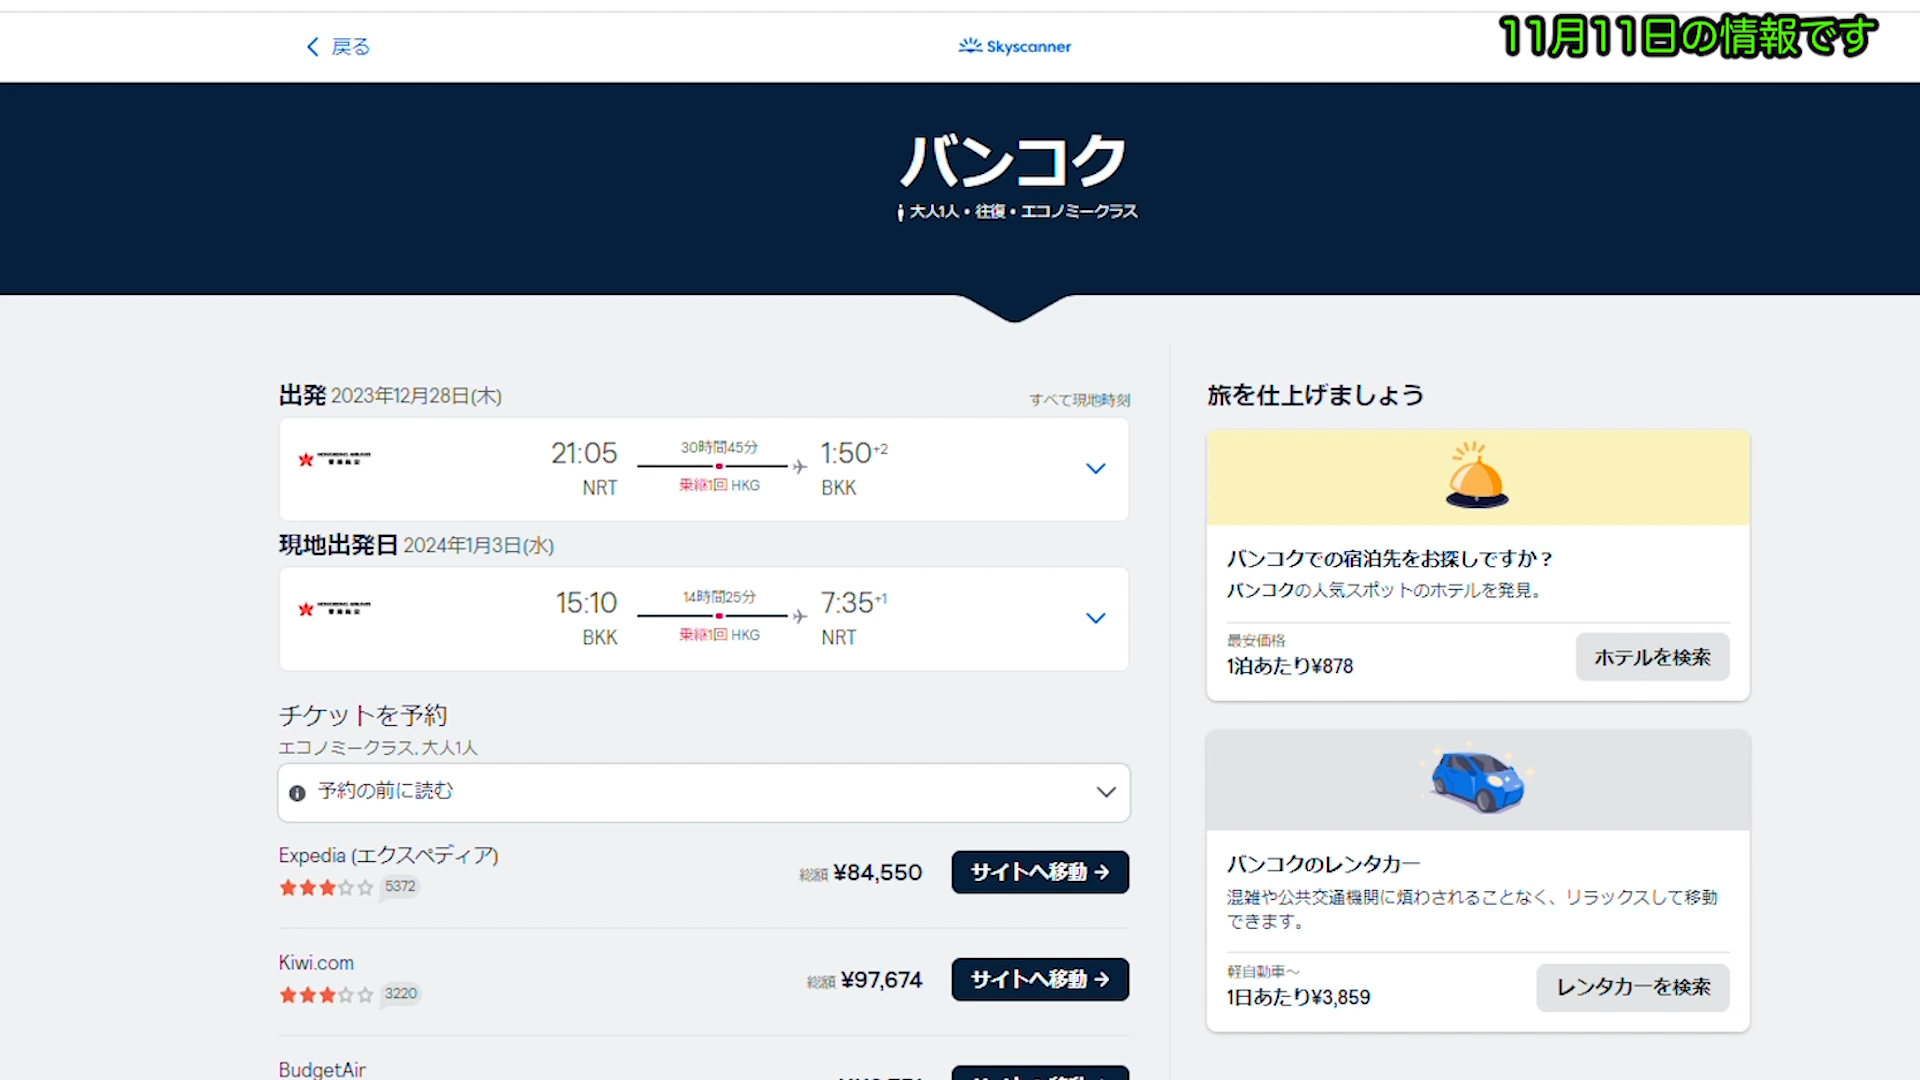 戻る
Skyscanner
11月11日の情報です
バンコク
大人1人 • 往復 • エコノミークラス
出発 2023年12月28日(木)
すべて現地時刻
21:05
30時間45分
1:50+2
NRT
乗継1回 HKG
BKK
現地出発日 2024年1月3日(水)
15:10
14時間25分
7:35+1
BKK
乗継1回 HKG
NRT
チケットを予約
エコノミークラス, 大人1人
予約の前に読む
Expedia (エクスペディア)
5372
総額 ¥84,550
サイトへ移動 →
Kiwi.com
3220
総額 ¥97,674
サイトへ移動 →
BudgetAir
旅を仕上げましょう
バンコクでの宿泊先をお探しですか？
バンコクの人気スポットのホテルを発見。
最安価格
1泊あたり¥878
ホテルを検索
バンコクのレンタカー
混雑や公共交通機関に煩わされることなく、リラックスして移動
できます。
軽自動車～
1日あたり¥3,859
レンタカーを検索